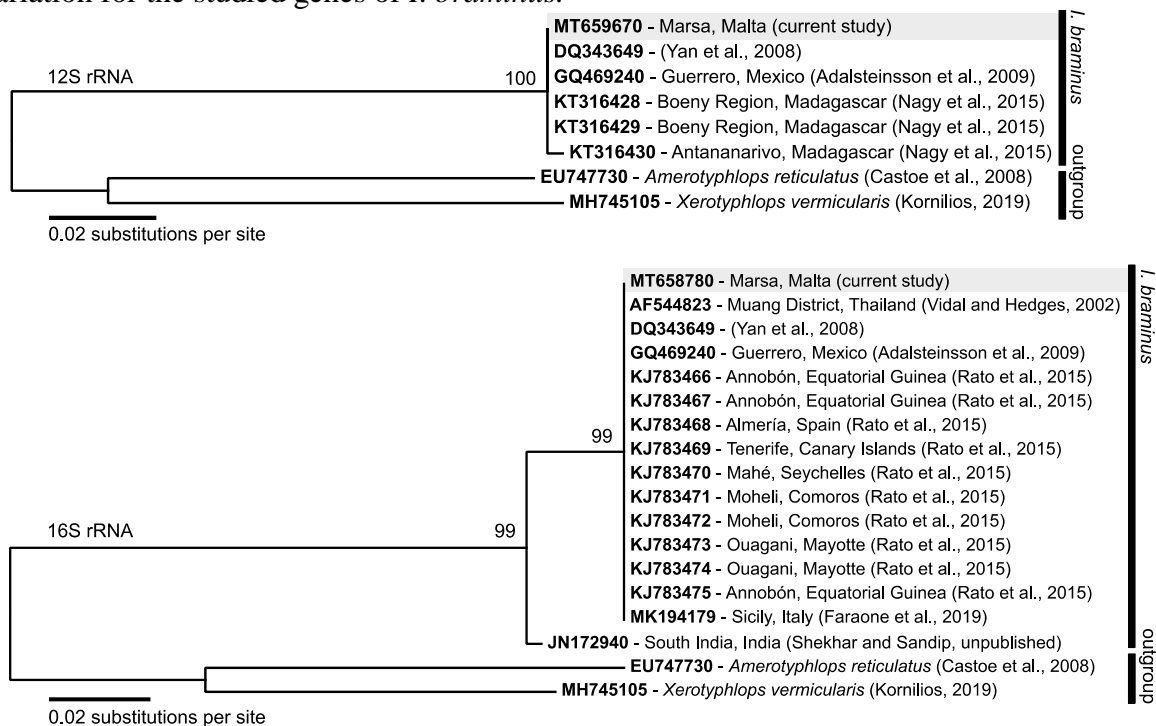 ariation for the studied genes of I. braminus.
12S rRNA
100
MT659670 - Marsa, Malta (current study)
DQ343649 - (Yan et al., 2008)
GQ469240 - Guerrero, Mexico (Adalsteinsson et al., 2009)
KT316428 - Boeny Region, Madagascar (Nagy et al., 2015)
KT316429 - Boeny Region, Madagascar (Nagy et al., 2015)
KT316430 - Antananarivo, Madagascar (Nagy et al., 2015)
EU747730 - Amerotyphlops reticulatus (Castoe et al., 2008)
MH745105 - Xerotyphlops vermicularis (Kornilios, 2019)
I. braminus
outgroup
0.02 substitutions per site
16S rRNA
99
99
MT658780 - Marsa, Malta (current study)
AF544823 - Muang District, Thailand (Vidal and Hedges, 2002)
DQ343649 - (Yan et al., 2008)
GQ469240 - Guerrero, Mexico (Adalsteinsson et al., 2009)
KJ783466 - Annobón, Equatorial Guinea (Rato et al., 2015)
KJ783467 - Annobón, Equatorial Guinea (Rato et al., 2015)
KJ783468 - Almería, Spain (Rato et al., 2015)
KJ783469 - Tenerife, Canary Islands (Rato et al., 2015)
KJ783470 - Mahé, Seychelles (Rato et al., 2015)
KJ783471 - Moheli, Comoros (Rato et al., 2015)
KJ783472 - Moheli, Comoros (Rato et al., 2015)
KJ783473 - Ouagani, Mayotte (Rato et al., 2015)
KJ783474 - Ouagani, Mayotte (Rato et al., 2015)
KJ783475 - Annobón, Equatorial Guinea (Rato et al., 2015)
MK194179 - Sicily, Italy (Faraone et al., 2019)
JN172940 - South India, India (Shekhar and Sandip, unpublished)
EU747730 - Amerotyphlops reticulatus (Castoe et al., 2008)
MH745105 - Xerotyphlops vermicularis (Kornilios, 2019)
I. braminus
outgroup
0.02 substitutions per site